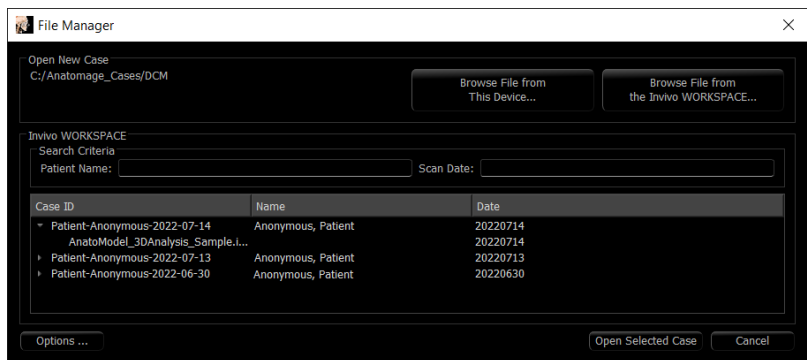 File Manager
Open New Case
C:/Anatomage_Cases/DCM
Browse File from
This Device...
Browse File from
the Invivo WORKSPACE...
Invivo WORKSPACE
Search Criteria
Patient Name:
Scan Date:
Case ID Name Date
Patient-Anonymous-2022-07-14 Anonymous, Patient 20220714
AnatoModel_3DAnalysis_Sample.i... 20220714
Patient-Anonymous-2022-07-13 Anonymous, Patient 20220713
Patient-Anonymous-2022-06-30 Anonymous, Patient 20220630
Options ... Open Selected Case Cancel